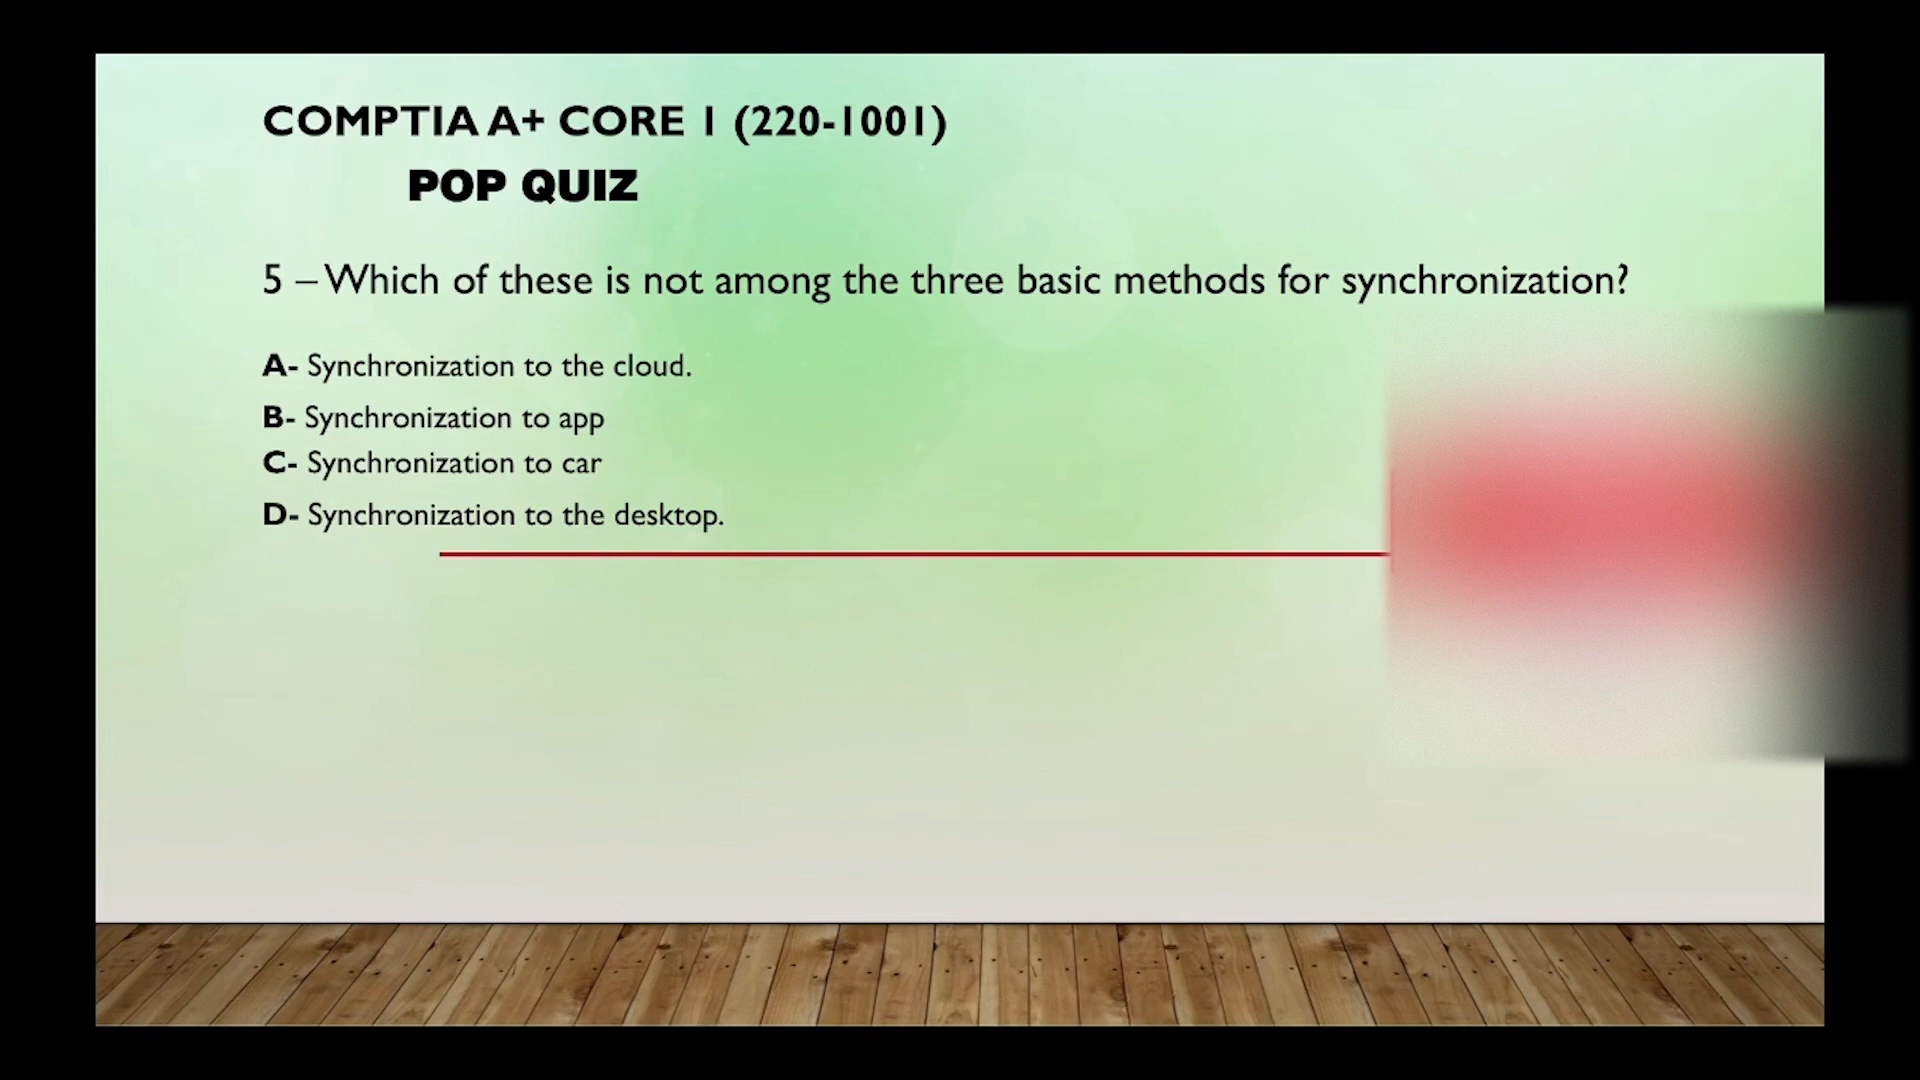 COMPTIA A+ CORE 1 (220-1001)
POP QUIZ
5 – Which of these is not among the three basic methods for synchronization?
A- Synchronization to the cloud.
B- Synchronization to app
C- Synchronization to car
D- Synchronization to the desktop.